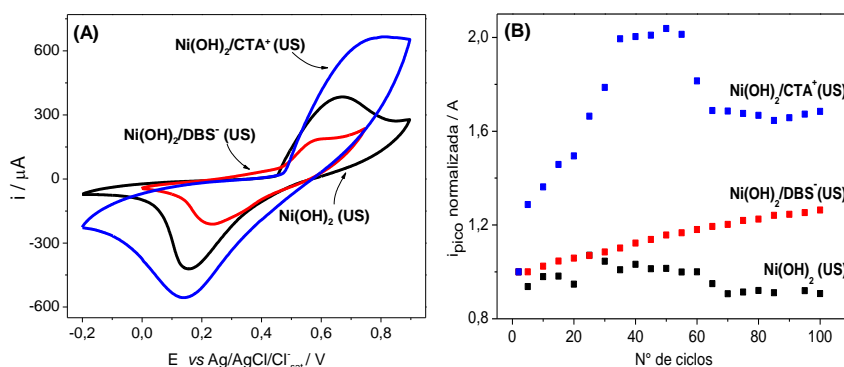 (A)
Ni(OH)₂/CTA⁺ (US)
Ni(OH)₂/DBS⁻ (US)
Ni(OH)₂ (US)
i / µA
600
300
0
-300
-600
-0,2 0,0 0,2 0,4 0,6 0,8
E vs Ag/AgCl/Cl⁻sat / V
(B)
Ni(OH)₂/CTA⁺(US)
Ni(OH)₂/DBS⁻(US)
Ni(OH)₂ (US)
i pico normalizada / A
2,0
1,6
1,2
0,8
0 20 40 60 80 100
N° de ciclos